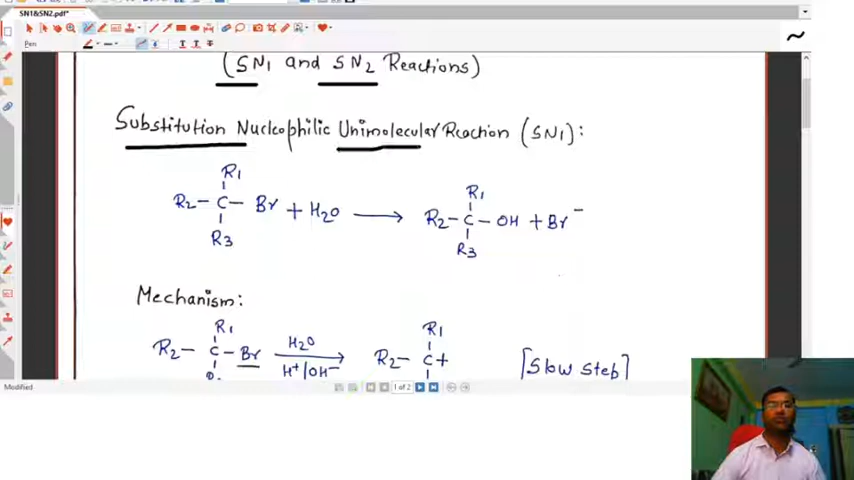 SN1&SN2.pdf*
Pen
(SN1 and SN2 Reactions)
Substitution Nucleophilic Unimolecular Reaction (SN1):
R1
R2-C-Br + H2O → R2-C-OH + Br-
R1
R3
R3
Mechanism:
R1
R2-C-Br
H2O
H+/OH-
R1
R2-C+
[Slow Step]
Modified
1 of 2